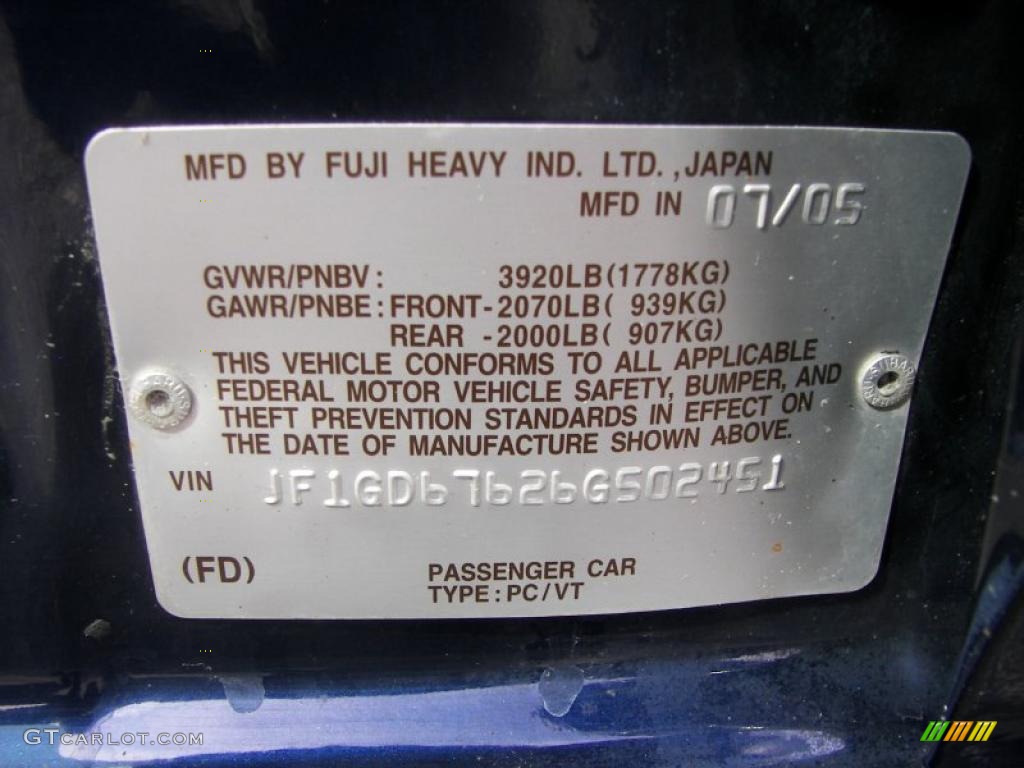 MFD BY FUJI HEAVY IND. LTD.,JAPAN
MFD IN 07/05
GVWR/PNBV: 3920LB(1778KG)
GAWR/PNBE:FRONT-2070LB( 939KG)
REAR -2000LB( 907KG)
THIS VEHICLE CONFORMS TO ALL APPLICABLE
FEDERAL MOTOR VEHICLE SAFETY, BUMPER, AND
THEFT PREVENTION STANDARDS IN EFFECT ON
THE DATE OF MANUFACTURE SHOWN ABOVE.
VIN JF1GD67626G502451
(FD) PASSENGER CAR
TYPE:PC/VT
GTCARLOT.COM